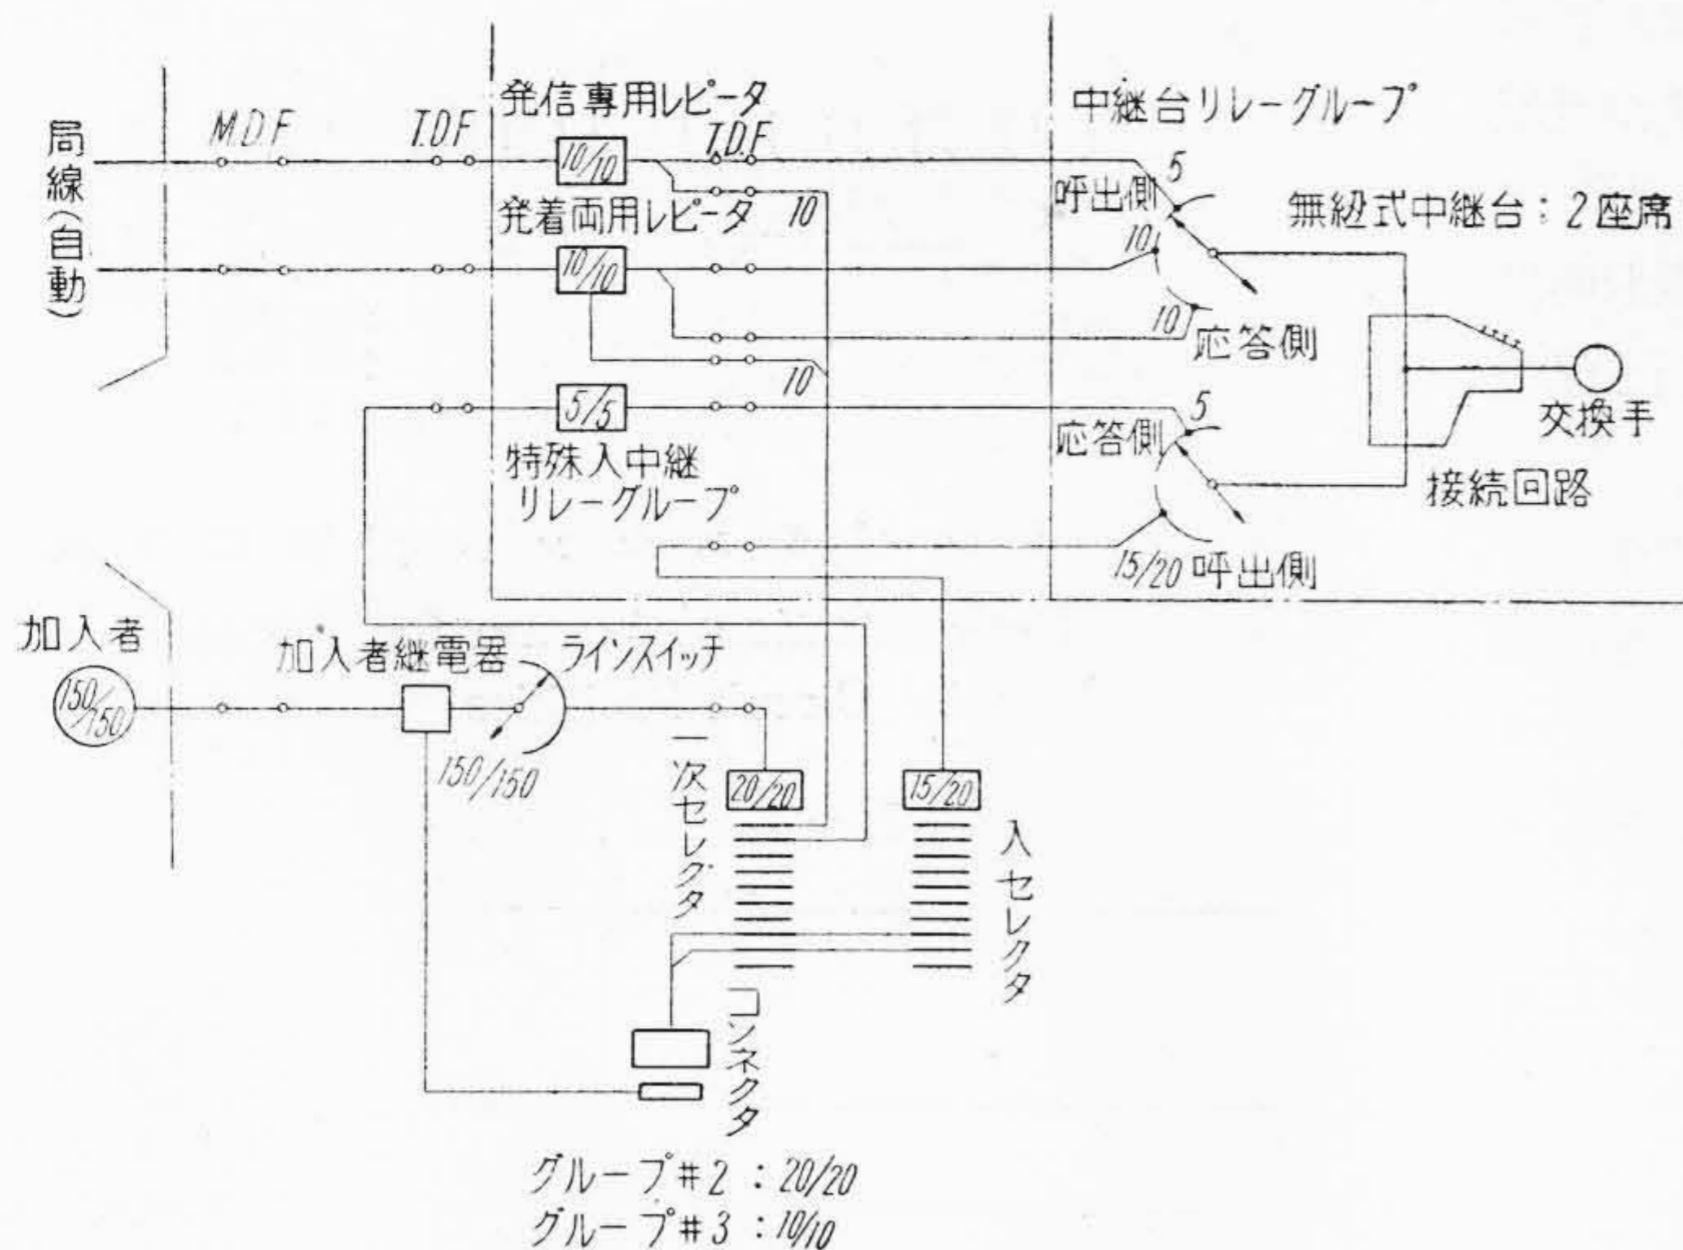 発信専用レピータ
中継台リレーグループ
局線(自動)
M.D.F
T.D.F
10/10
T.D.F
呼出側
5
無紐式中継台:2座席
発着両用レピータ
10
10
10/10
10
応答側
10
5/5
5
応答側
交換手
特殊入中継
リレーグループ
接続回路
15/20 呼出側
加入者
加入者継電器
ラインスイッチ
150/150
150/150
一次セレクタ
20/20
15/20
入セレクタ
コンネクタ
グループ#2:20/20
グループ#3:10/10